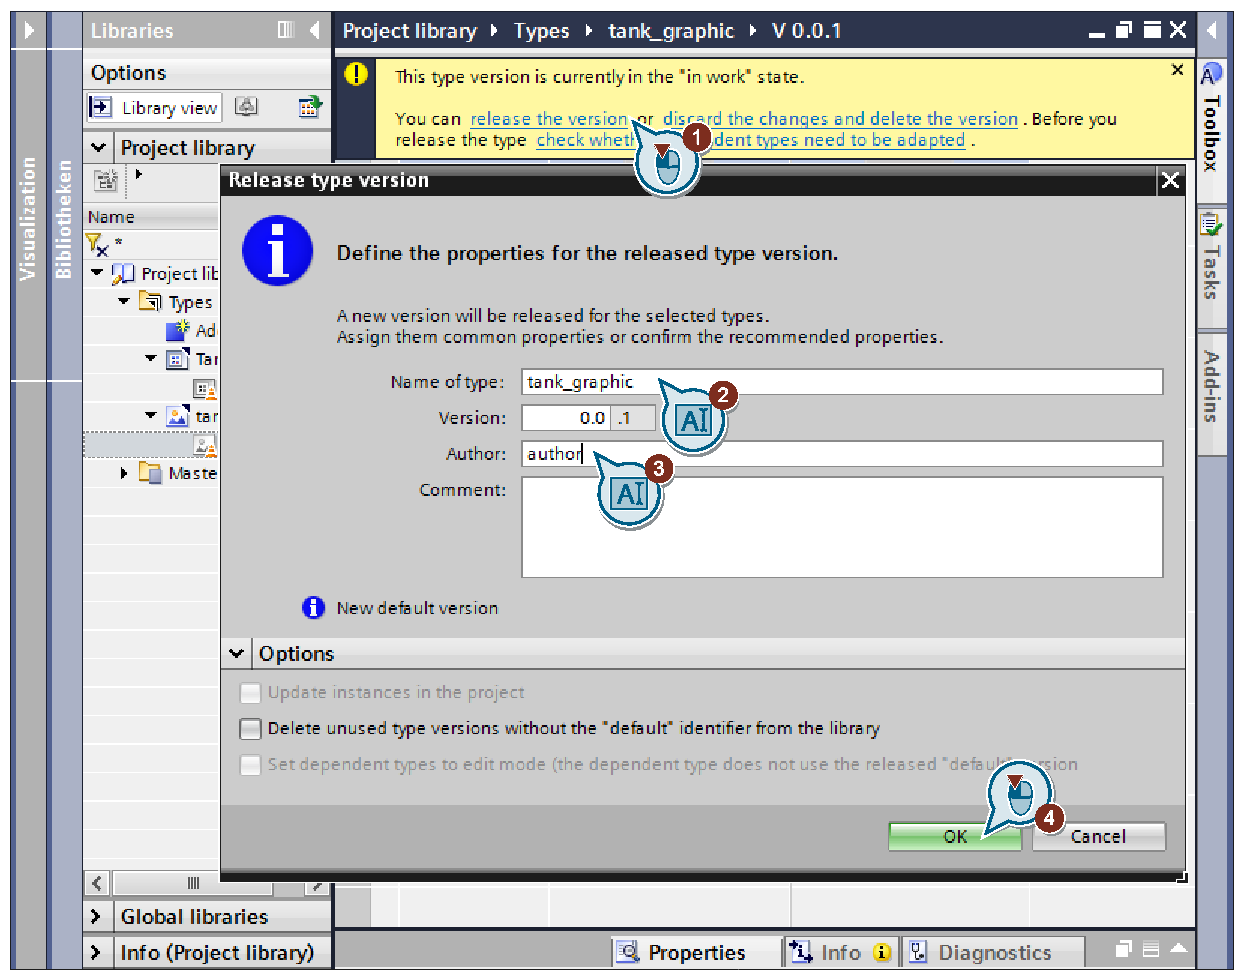 Libraries
Project library Types tank_graphic V 0.0.1
Options
Library view
This type version is currently in the "in work" state.
You can release the version or discard the changes and delete the version . Before you
release the type check whet dent types need to be adapted .
1
Project library
Name
*
Project lib
Types
Ad
Tar
tar
Maste
Visualization
Bibliotheken
Release type version
Define the properties for the released type version.
A new version will be released for the selected types.
Assign them common properties or confirm the recommended properties.
Name of type: tank_graphic
2
Version: 0.0 .1
Author: author
3
Comment:
New default version
Options
Update instances in the project
Delete unused type versions without the "default" identifier from the library
Set dependent types to edit mode (the dependent type does not use the released "default" version
4
OK Cancel
Global libraries
Info (Project library)
Properties Info Diagnostics
Toolbox
Tasks
Add-ins